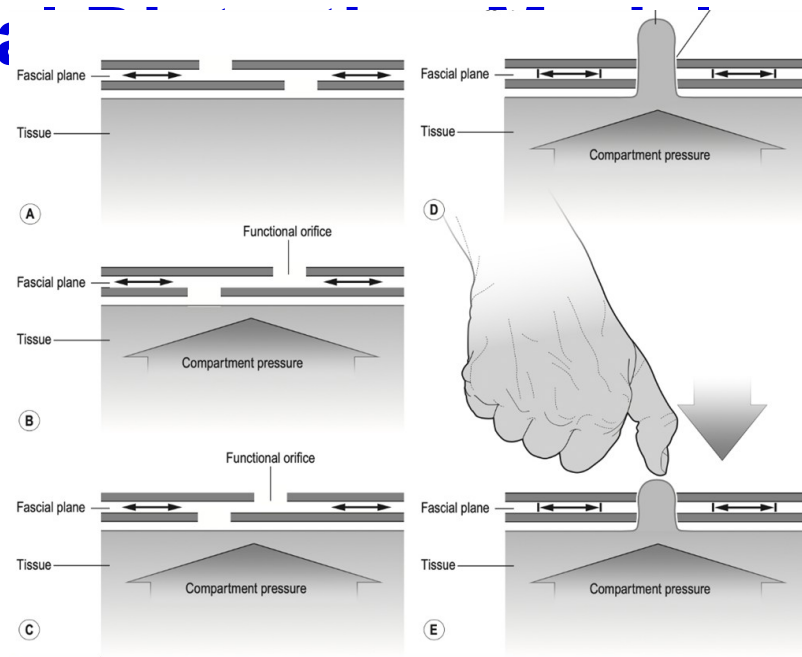 Fascial plane
Tissue
A
Functional orifice
Fascial plane
Tissue
Compartment pressure
B
Functional orifice
Fascial plane
Tissue
Compartment pressure
C
Fascial plane
Tissue
Compartment pressure
D
Fascial plane
Tissue
Compartment pressure
E